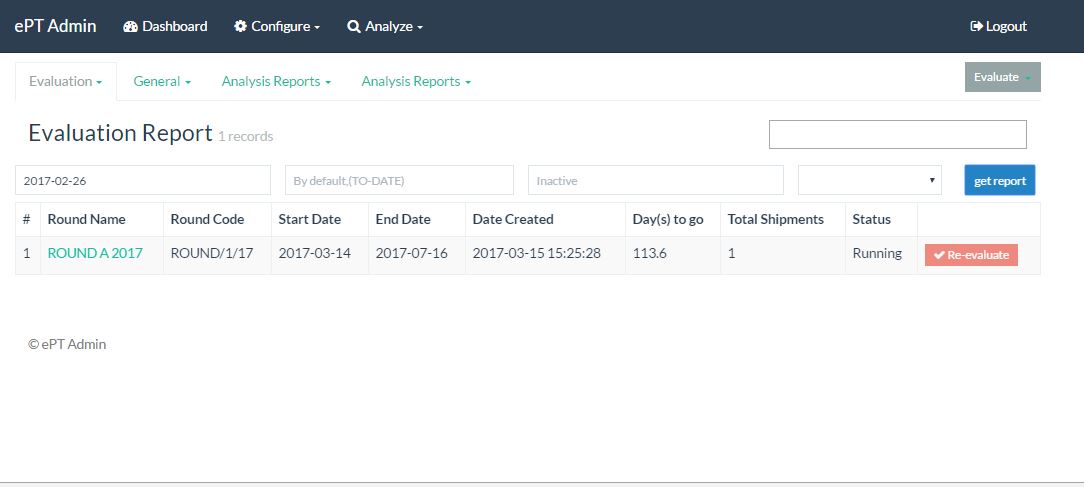 ePT Admin Dashboard Configure Analyze Logout
Evaluation General Analysis Reports Analysis Reports Evaluate
Evaluation Report 1 records
2017-02-26 By default,(TO-DATE) Inactive get report
# Round Name Round Code Start Date End Date Date Created Day(s) to go Total Shipments Status
1 ROUND A 2017 ROUND/1/17 2017-03-14 2017-07-16 2017-03-15 15:25:28 113.6 1 Running Re-evaluate
© ePT Admin